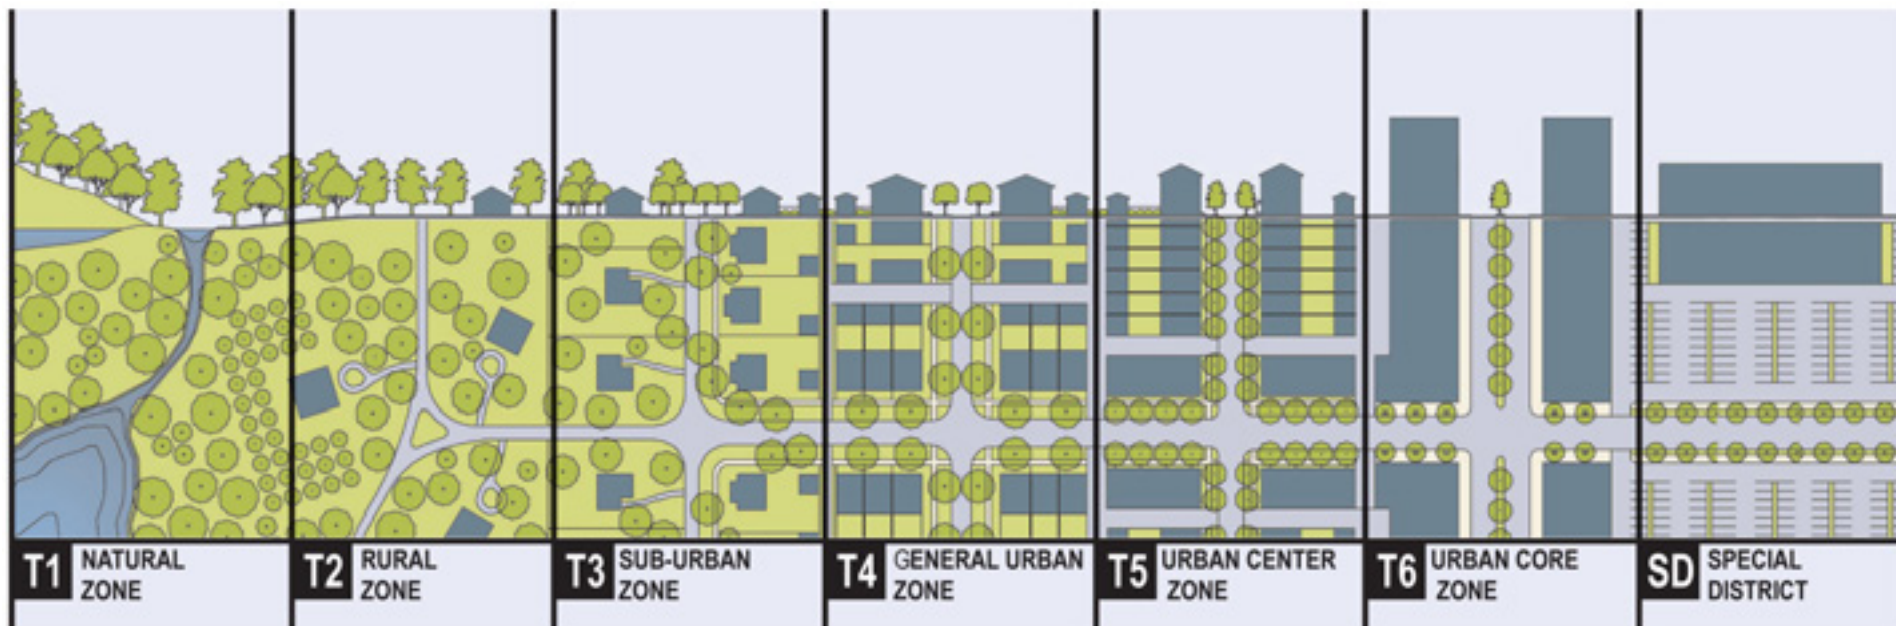 T1 NATURAL
ZONE
T2 RURAL
ZONE
T3 SUB-URBAN
ZONE
T4 GENERAL URBAN
ZONE
T5 URBAN CENTER
ZONE
T6 URBAN CORE
ZONE
SD SPECIAL
DISTRICT